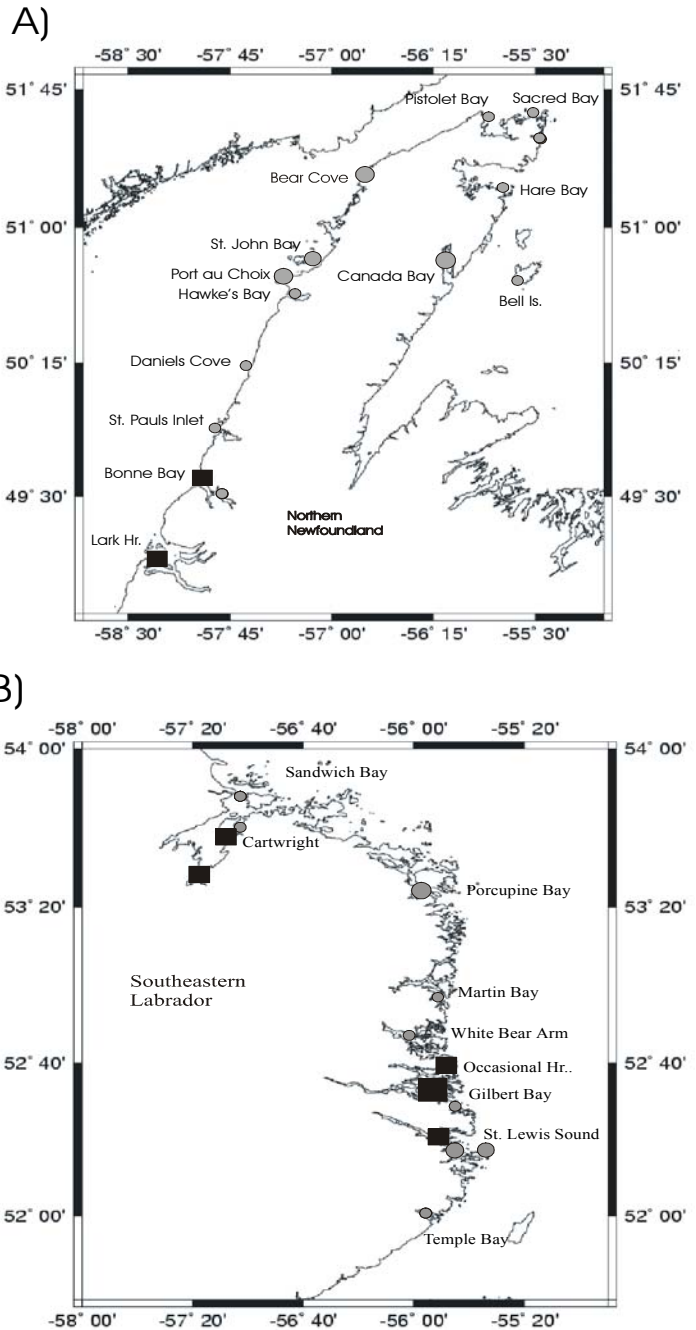 A)
-58° 30' -57° 45' -57° 00' -56° 15' -55° 30'
51° 45' 51° 45'
Pistolet Bay Sacred Bay
Bear Cove
Hare Bay
51° 00' 51° 00'
St. John Bay
Port au Choix Canada Bay
Hawke's Bay
Bell Is.
50° 15' 50° 15'
Daniels Cove
St. Pauls Inlet
Bonne Bay
49° 30' 49° 30'
Northern
Newfoundland
Lark Hr.
-58° 30' -57° 45' -57° 00' -56° 15' -55° 30'
B)
-58° 00' -57° 20' -56° 40' -56° 00' -55° 20'
54° 00' 54° 00'
Sandwich Bay
Cartwright
Porcupine Bay
53° 20' 53° 20'
Southeastern
Labrador
Martin Bay
White Bear Arm
52° 40' 52° 40'
Occasional Hr..
Gilbert Bay
St. Lewis Sound
52° 00' 52° 00'
Temple Bay
-58° 00' -57° 20' -56° 40' -56° 00' -55° 20'